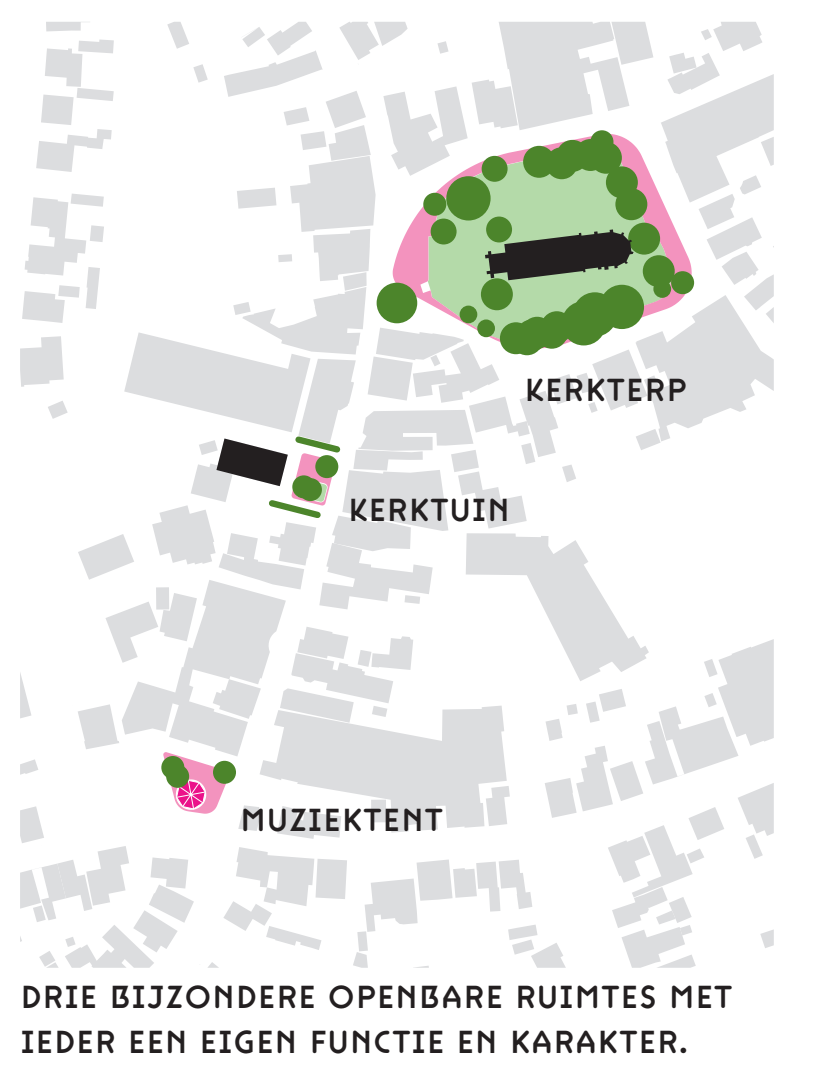 KERKTERP
KERKTUIN
MUZIEKTENT
DRIE BIJZONDERE OPENBARE RUIMTES MET
IEDER EEN EIGEN FUNCTIE EN KARAKTER.